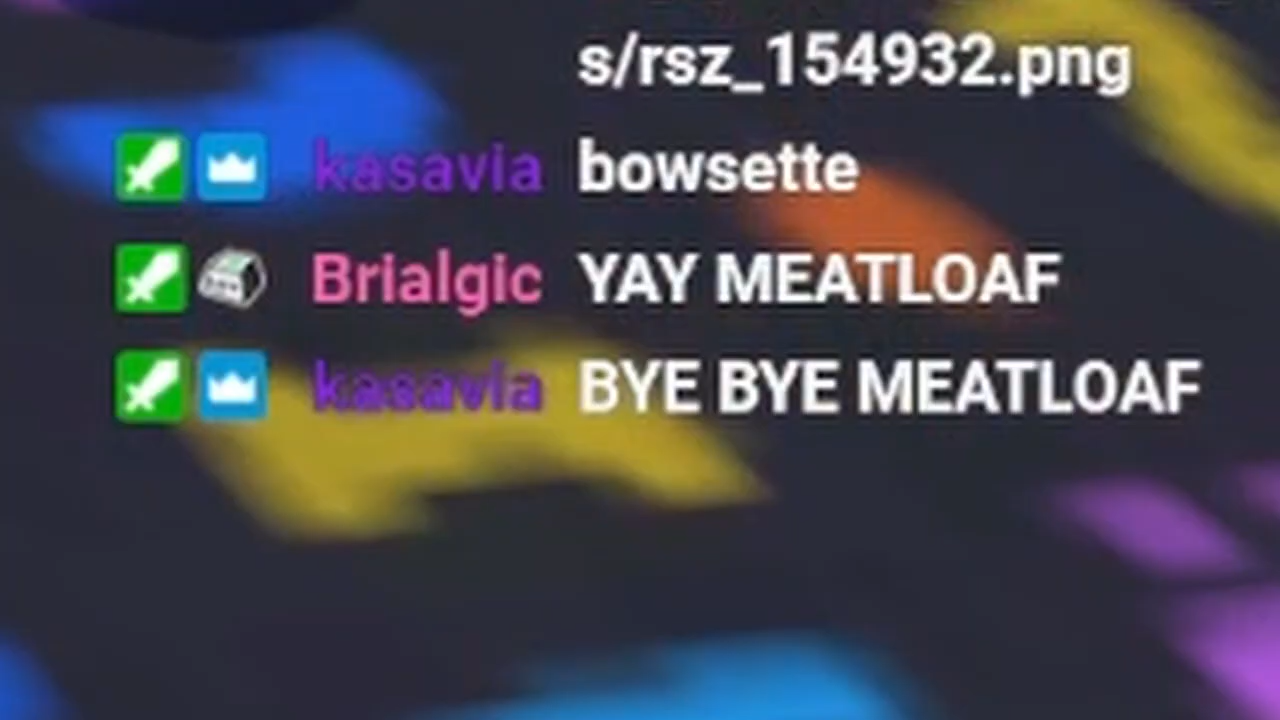 s/rsz_154932.png
kasavia bowsette
Brialgic YAY MEATLOAF
kasavia BYE BYE MEATLOAF